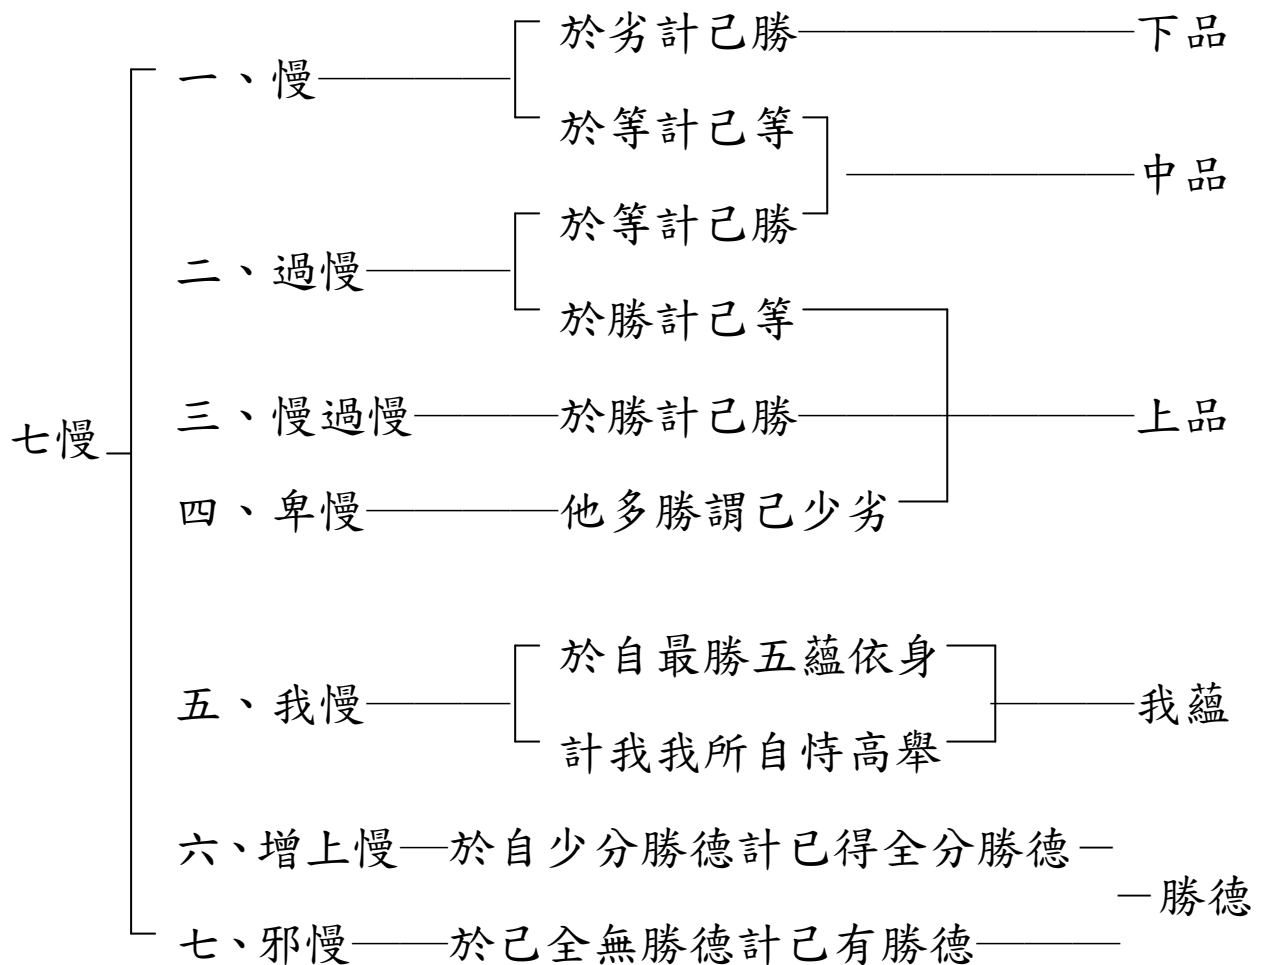 於劣計己勝 下品
一、慢
於等計己等
中品
於等計己勝
二、過慢
於勝計己等
三、慢過慢 於勝計己勝 上品
七慢
四、卑慢 他多勝謂己少劣
於自最勝五蘊依身
五、我慢 我蘊
計我我所自恃高舉
六、增上慢 於自少分勝德計已得全分勝德
勝德
七、邪慢 於己全無勝德計己有勝德